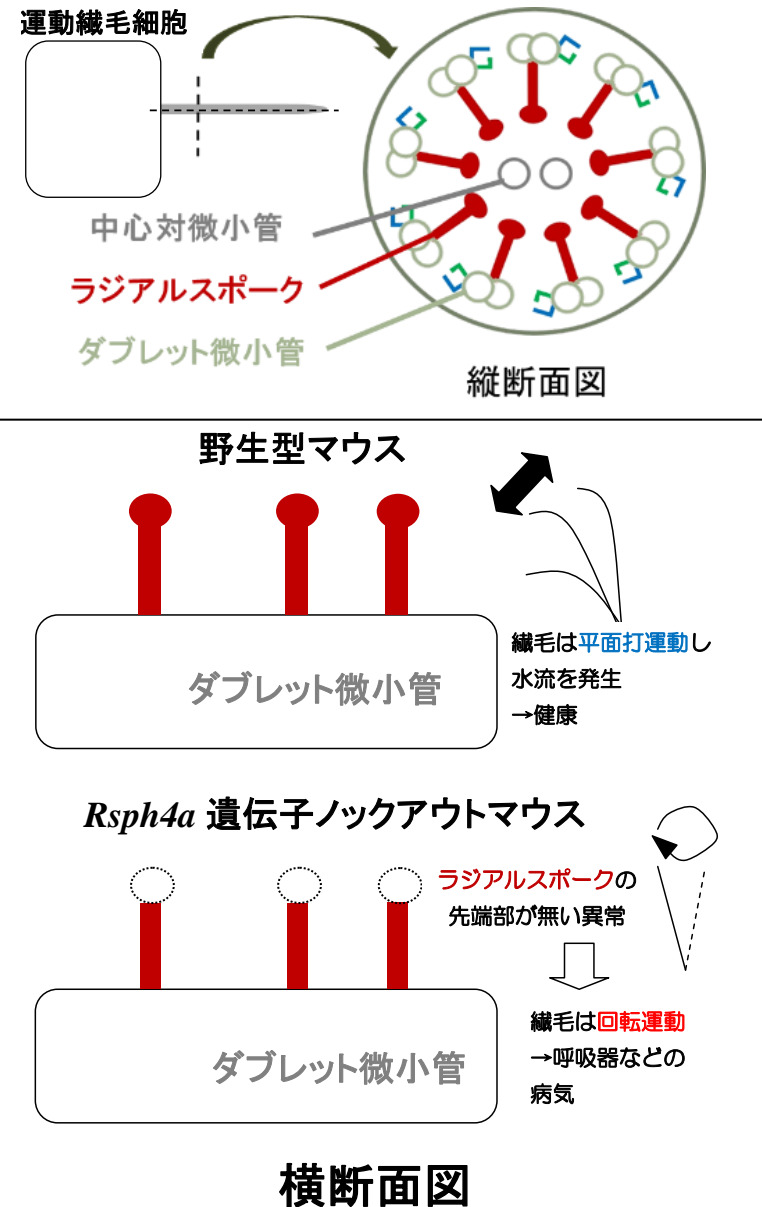 運動繊毛細胞
中心対微小管
ラジアルスポーク
ダブレット微小管
縦断面図
野生型マウス
ダブレット微小管
繊毛は平面打運動し
水流を発生
→健康
Rsph4a 遺伝子ノックアウトマウス
ラジアルスポークの
先端部が無い異常
ダブレット微小管
繊毛は回転運動
→呼吸器などの
病気
横断面図